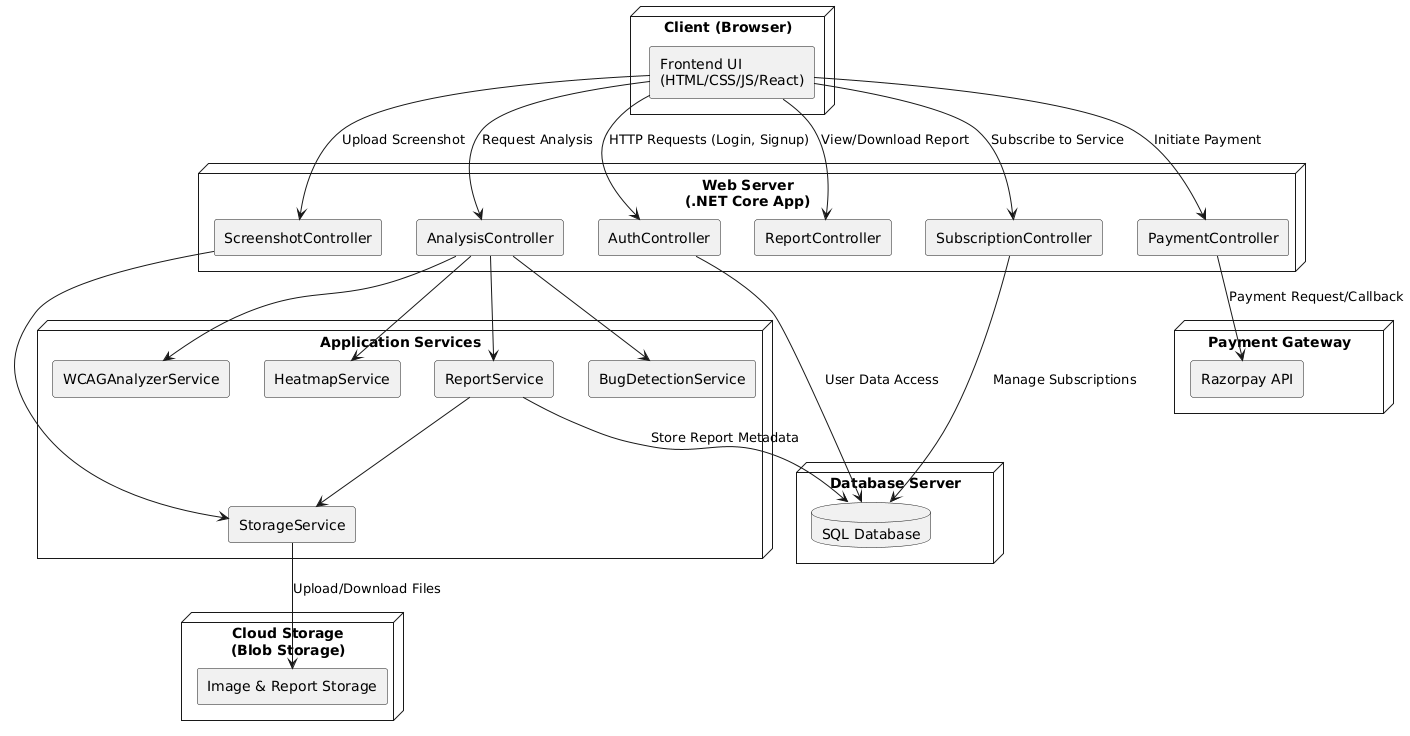 Client (Browser)
Frontend UI
(HTML/CSS/JS/React)
Upload Screenshot
Request Analysis
HTTP Requests (Login, Signup)
View/Download Report
Subscribe to Service
Initiate Payment
Web Server
(.NET Core App)
ScreenshotController
AnalysisController
AuthController
ReportController
SubscriptionController
PaymentController
Payment Request/Callback
Application Services
Payment Gateway
WCAGAnalyzerService
HeatmapService
ReportService
BugDetectionService
User Data Access
Manage Subscriptions
Razorpay API
Store Report Metadata
Database Server
StorageService
SQL Database
Upload/Download Files
Cloud Storage
(Blob Storage)
Image & Report Storage